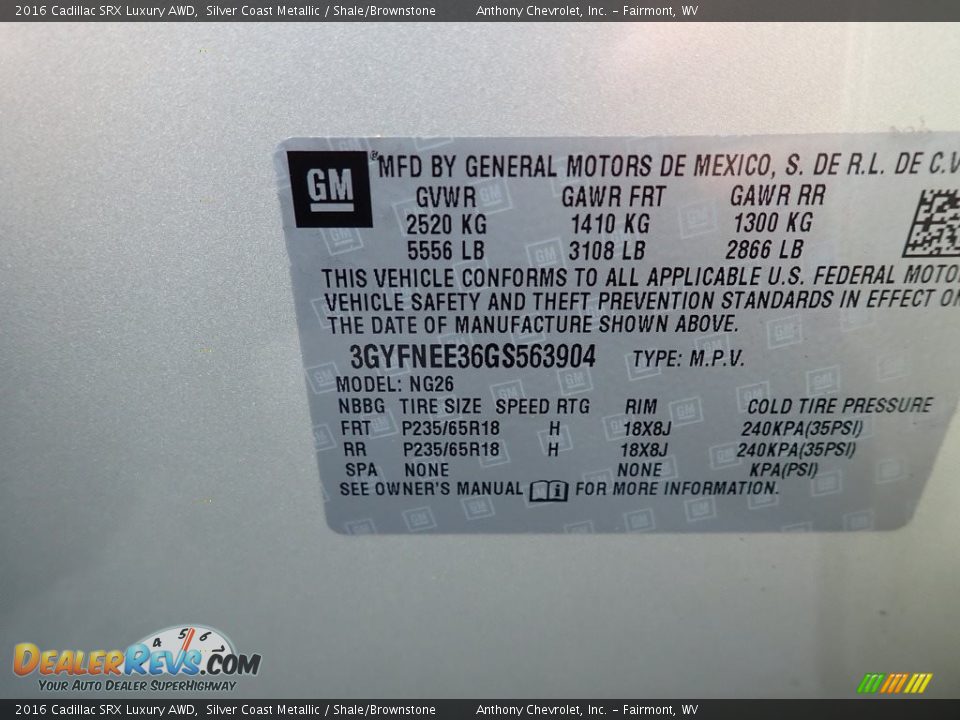 2016 Cadillac SRX Luxury AWD, Silver Coast Metallic / Shale/Brownstone Anthony Chevrolet, Inc. - Fairmont, WV
GM ® MFD BY GENERAL MOTORS DE MEXICO, S. DE R.L. DE C.V
GVWR GAWR FRT GAWR RR
2520 KG 1410 KG 1300 KG
5556 LB 3108 LB 2866 LB
THIS VEHICLE CONFORMS TO ALL APPLICABLE U.S. FEDERAL MOTO
VEHICLE SAFETY AND THEFT PREVENTION STANDARDS IN EFFECT ON
THE DATE OF MANUFACTURE SHOWN ABOVE.
3GYFNEE36GS563904 TYPE: M.P.V.
MODEL: NG26
NBBG TIRE SIZE SPEED RTG RIM COLD TIRE PRESSURE
FRT P235/65R18 H 18X8J 240KPA(35PSI)
RR P235/65R18 H 18X8J 240KPA(35PSI)
SPA NONE NONE KPA(PSI)
SEE OWNER'S MANUAL i FOR MORE INFORMATION.
4 5 6
DEALERREVS.COM
YOUR AUTO DEALER SUPERHIGHWAY
2016 Cadillac SRX Luxury AWD, Silver Coast Metallic / Shale/Brownstone Anthony Chevrolet, Inc. - Fairmont, WV